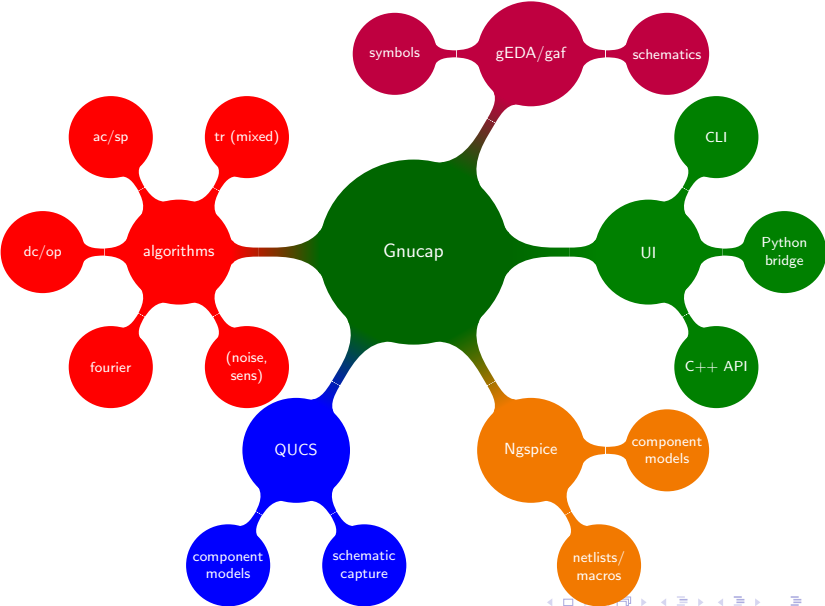 symbols
gEDA/gaf
schematics
ac/sp
tr (mixed)
CLI
dc/op
algorithms
Gnucap
UI
Python
bridge
fourier
(noise,
sens)
C++ API
QUCS
Ngspice
component
models
component
models
schematic
capture
netlists/
macros